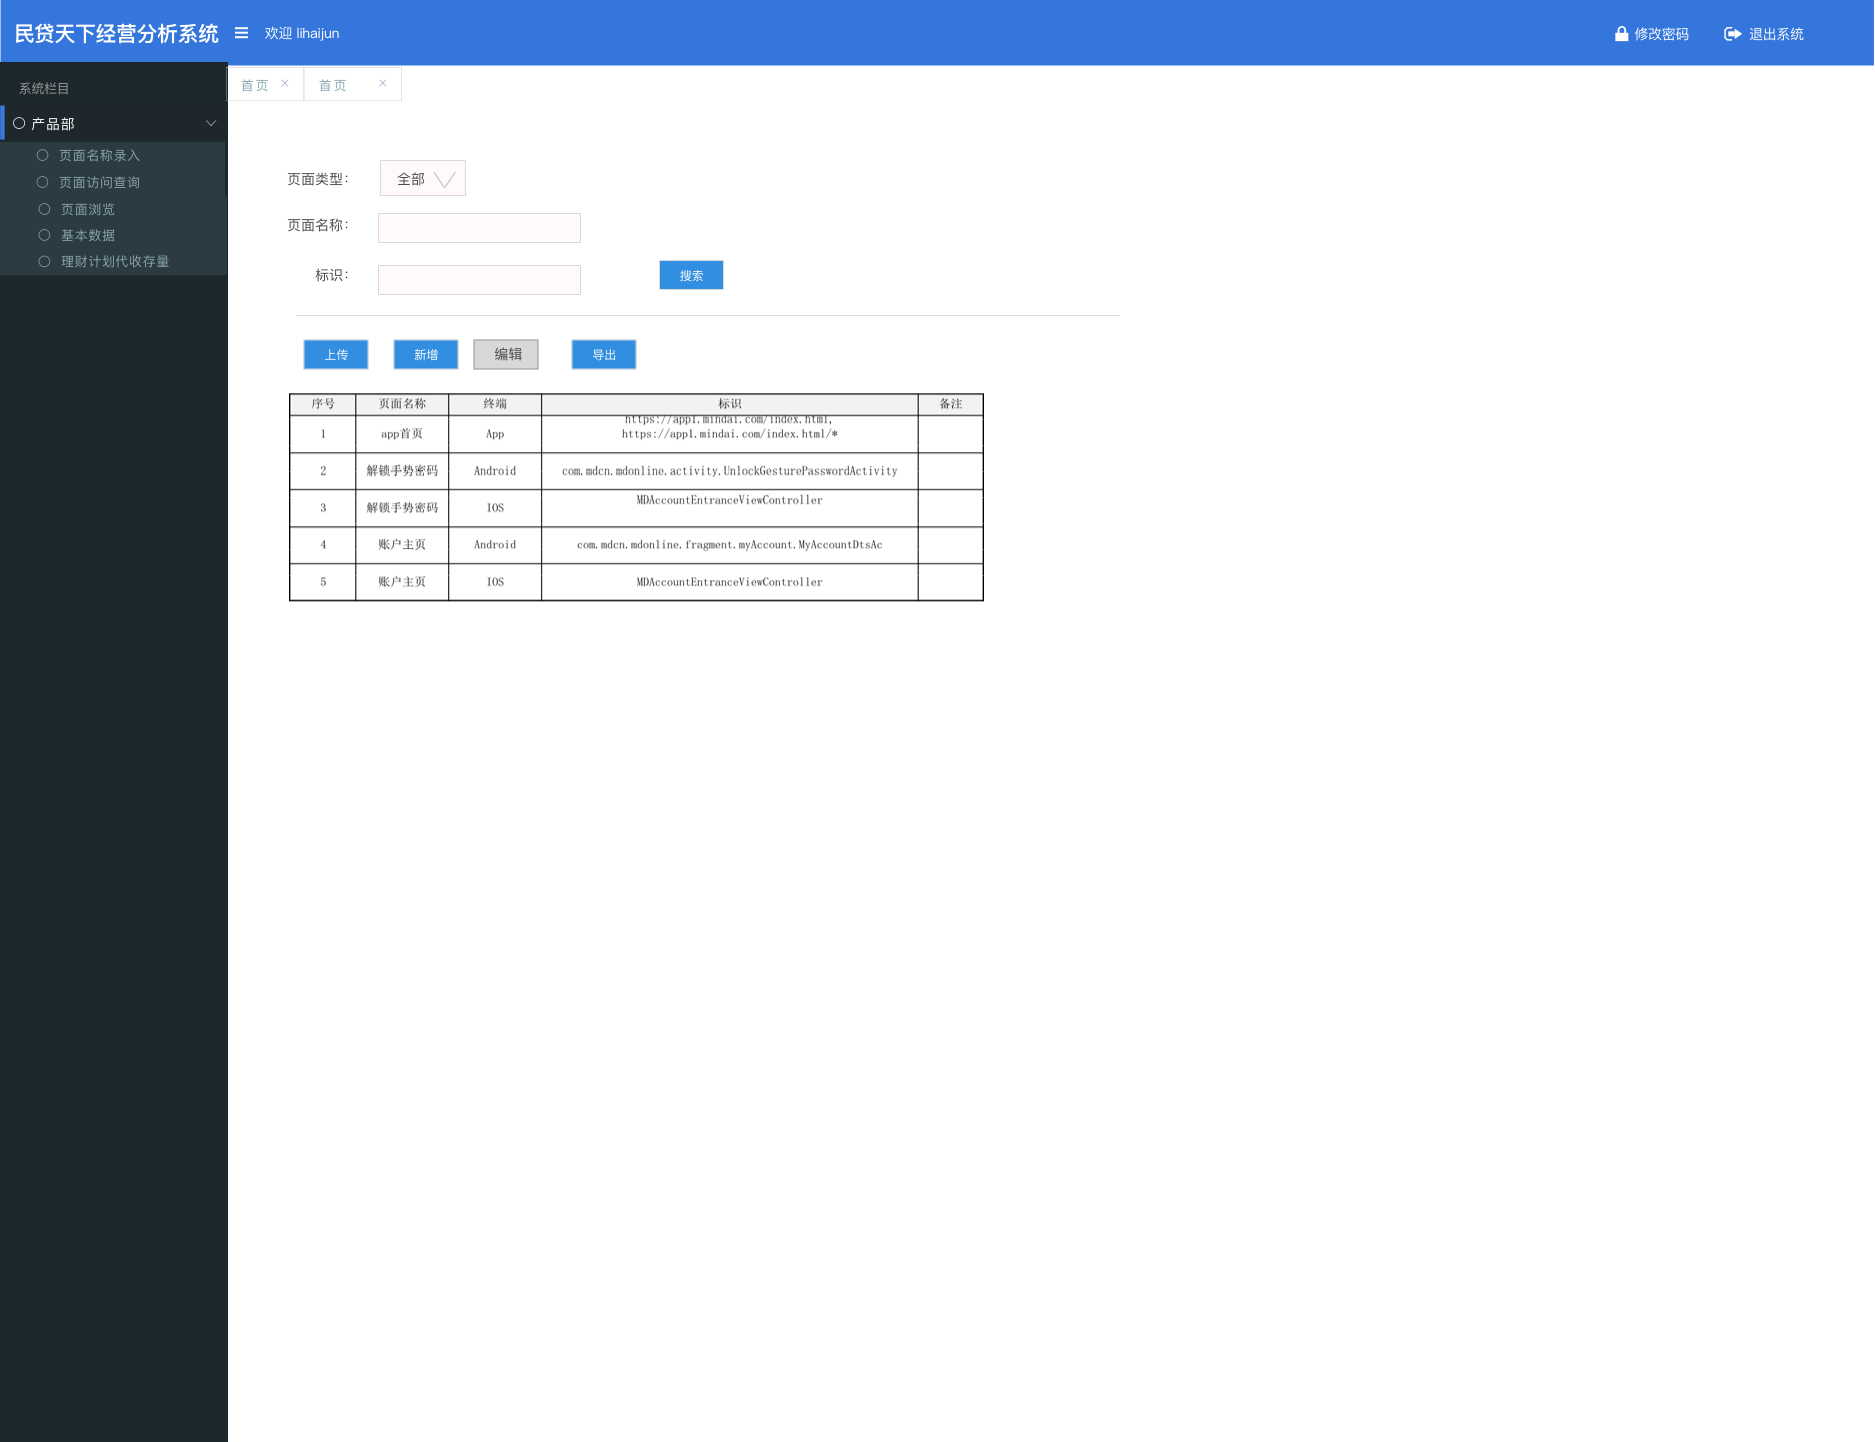 民贷天下经营分析系统 欢迎 lihaijun 修改密码 退出系统
首页 × 首页 ×
系统栏目
产品部
页面名称录入
页面访问查询
页面浏览
基本数据
理财计划代收存量
页面类型： 全部
页面名称：
标识： 搜索
上传 新增 编辑 导出
序号 页面名称 终端 标识 备注
https://app1.mindai.com/index.html,
1 app首页 App https://app1.mindai.com/index.html/*
2 解锁手势密码 Android com.mdcn.mdonline.activity.UnlockGesturePasswordActivity
3 解锁手势密码 IOS MDAccountEntranceViewController
4 账户主页 Android com.mdcn.mdonline.fragment.myAccount.MyAccountDtsAc
5 账户主页 IOS MDAccountEntranceViewController